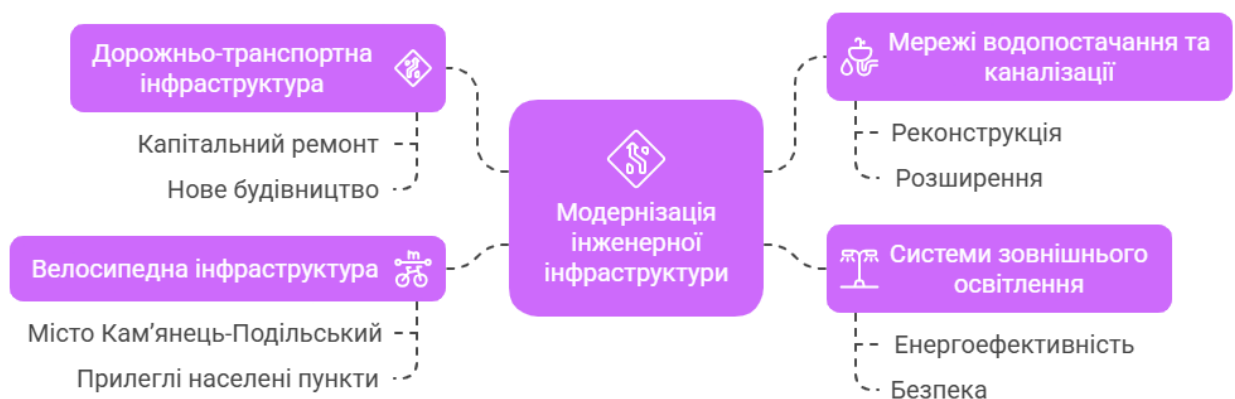 Дорожньо-транспортна
інфраструктура
Капітальний ремонт
Нове будівництво
Велосипедна інфраструктура
Місто Кам’янець-Подільський
Прилеглі населені пункти
Модернізація
інженерної
інфраструктури
Мережі водопостачання та
каналізації
Реконструкція
Розширення
Системи зовнішнього
освітлення
Енергоефективність
Безпека